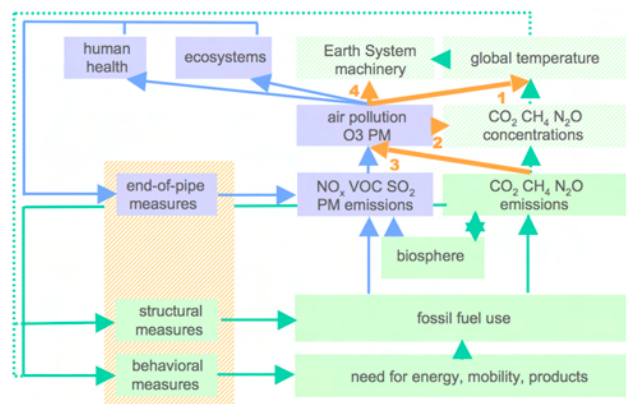 human
health
ecosystems
Earth System
machinery
global temperature
4
1
air pollution
O3 PM
2
CO₂ CH₄ N₂O
concentrations
3
end-of-pipe
measures
NOₓ VOC SO₂
PM emissions
CO₂ CH₄ N₂O
emissions
biosphere
structural
measures
fossil fuel use
behavioral
measures
need for energy, mobility, products